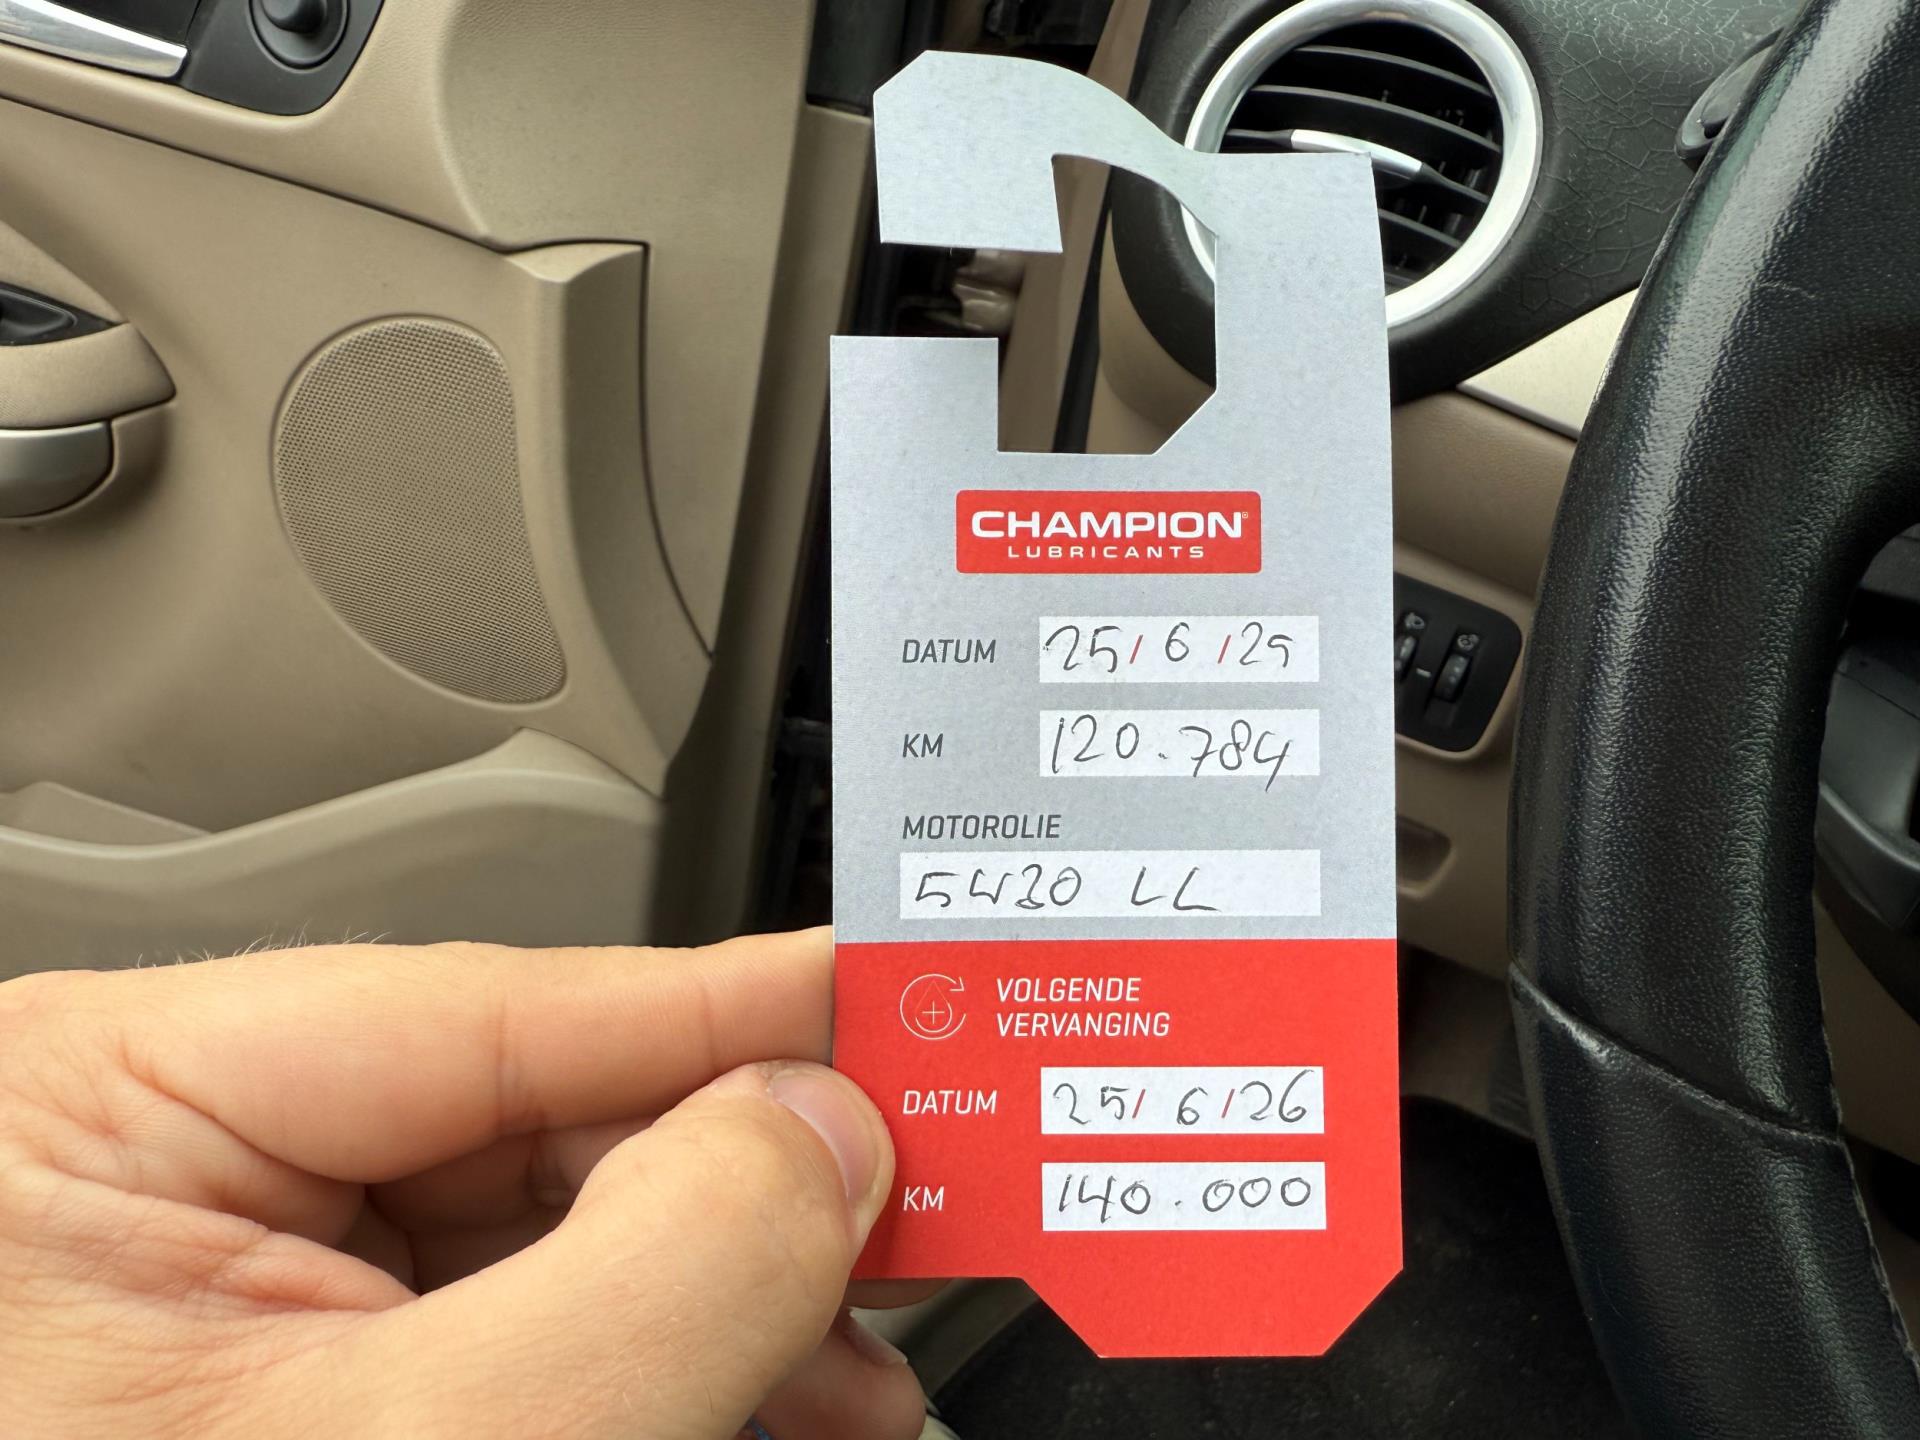 CHAMPION®
LUBRICANTS
DATUM 25/6/25
KM 120.784
MOTOROLIE
5W30 LL
VOLGENDE
VERVANGING
DATUM 25/6/26
KM 140.000